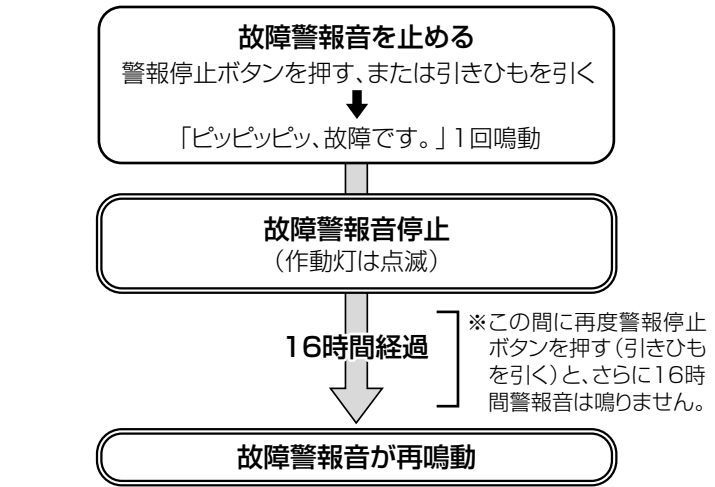 故障警報音を止める
警報停止ボタンを押す、または引きひもを引く
「ピッピッピッ、故障です。」1回鳴動
故障警報音停止
（作動灯は点滅）
16時間経過
※この間に再度警報停止
ボタンを押す（引きひも
を引く）と、さらに16時
間警報音は鳴りません。
故障警報音が再鳴動